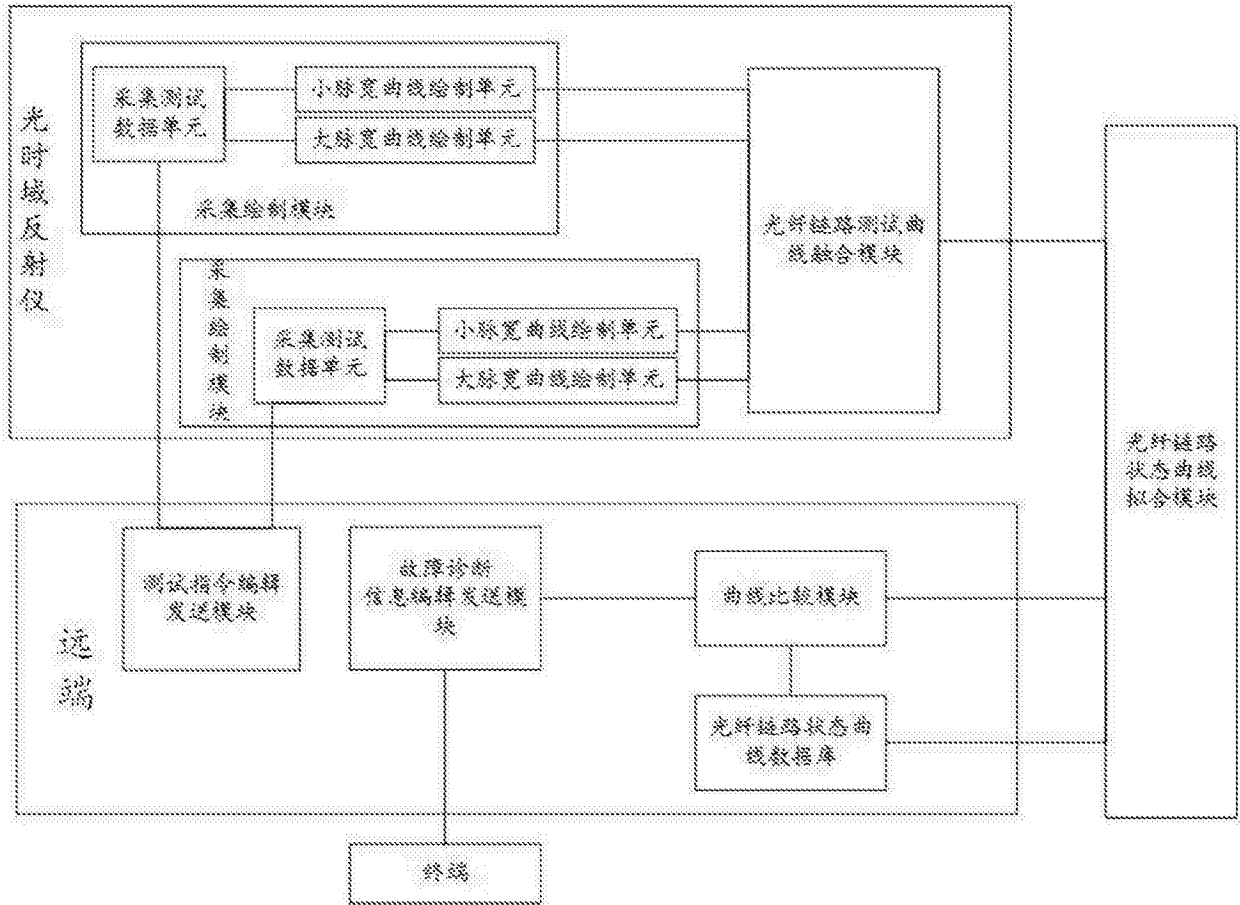 光时域反射仪
采集测试
数据单元
小脉宽曲线绘制单元
大脉宽曲线绘制单元
采集绘制模块
采集绘制模块
采集测试
数据单元
小脉宽曲线绘制单元
大脉宽曲线绘制单元
光纤链路测试曲
线融合模块
光纤链路
状态曲线
拟合模块
远端
测试指令编辑
发送模块
故障诊断
信息编辑发送模
块
曲线比较模块
光纤链路状态曲
线数据库
终端